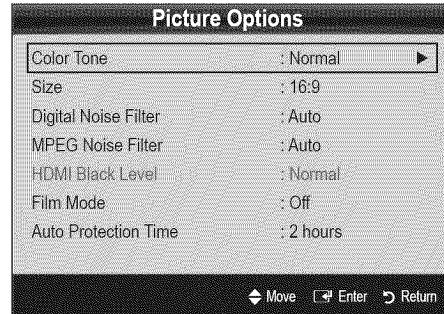 Picture Options
Color Tone : Normal ►
Size : 16:9
Digital Noise Filter : Auto
MPEG Noise Filter : Auto
HDMI Black Level : Normal
Film Mode : Off
Auto Protection Time : 2 hours
Move Enter Return